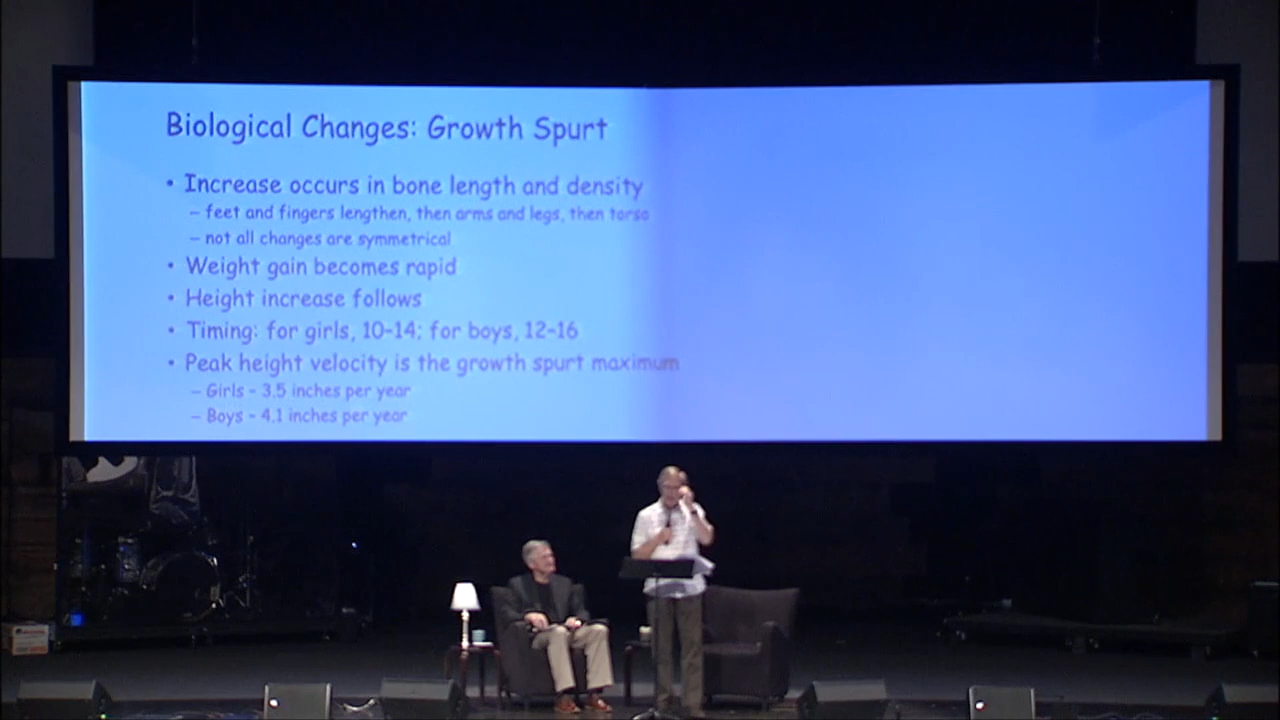 Biological Changes: Growth Spurt
• Increase occurs in bone length and density
– feet and fingers lengthen, then arms and legs, then torso
– not all changes are symmetrical
• Weight gain becomes rapid
• Height increase follows
• Timing: for girls, 10-14; for boys, 12-16
• Peak height velocity is the growth spurt maximum
– Girls - 3.5 inches per year
– Boys - 4.1 inches per year